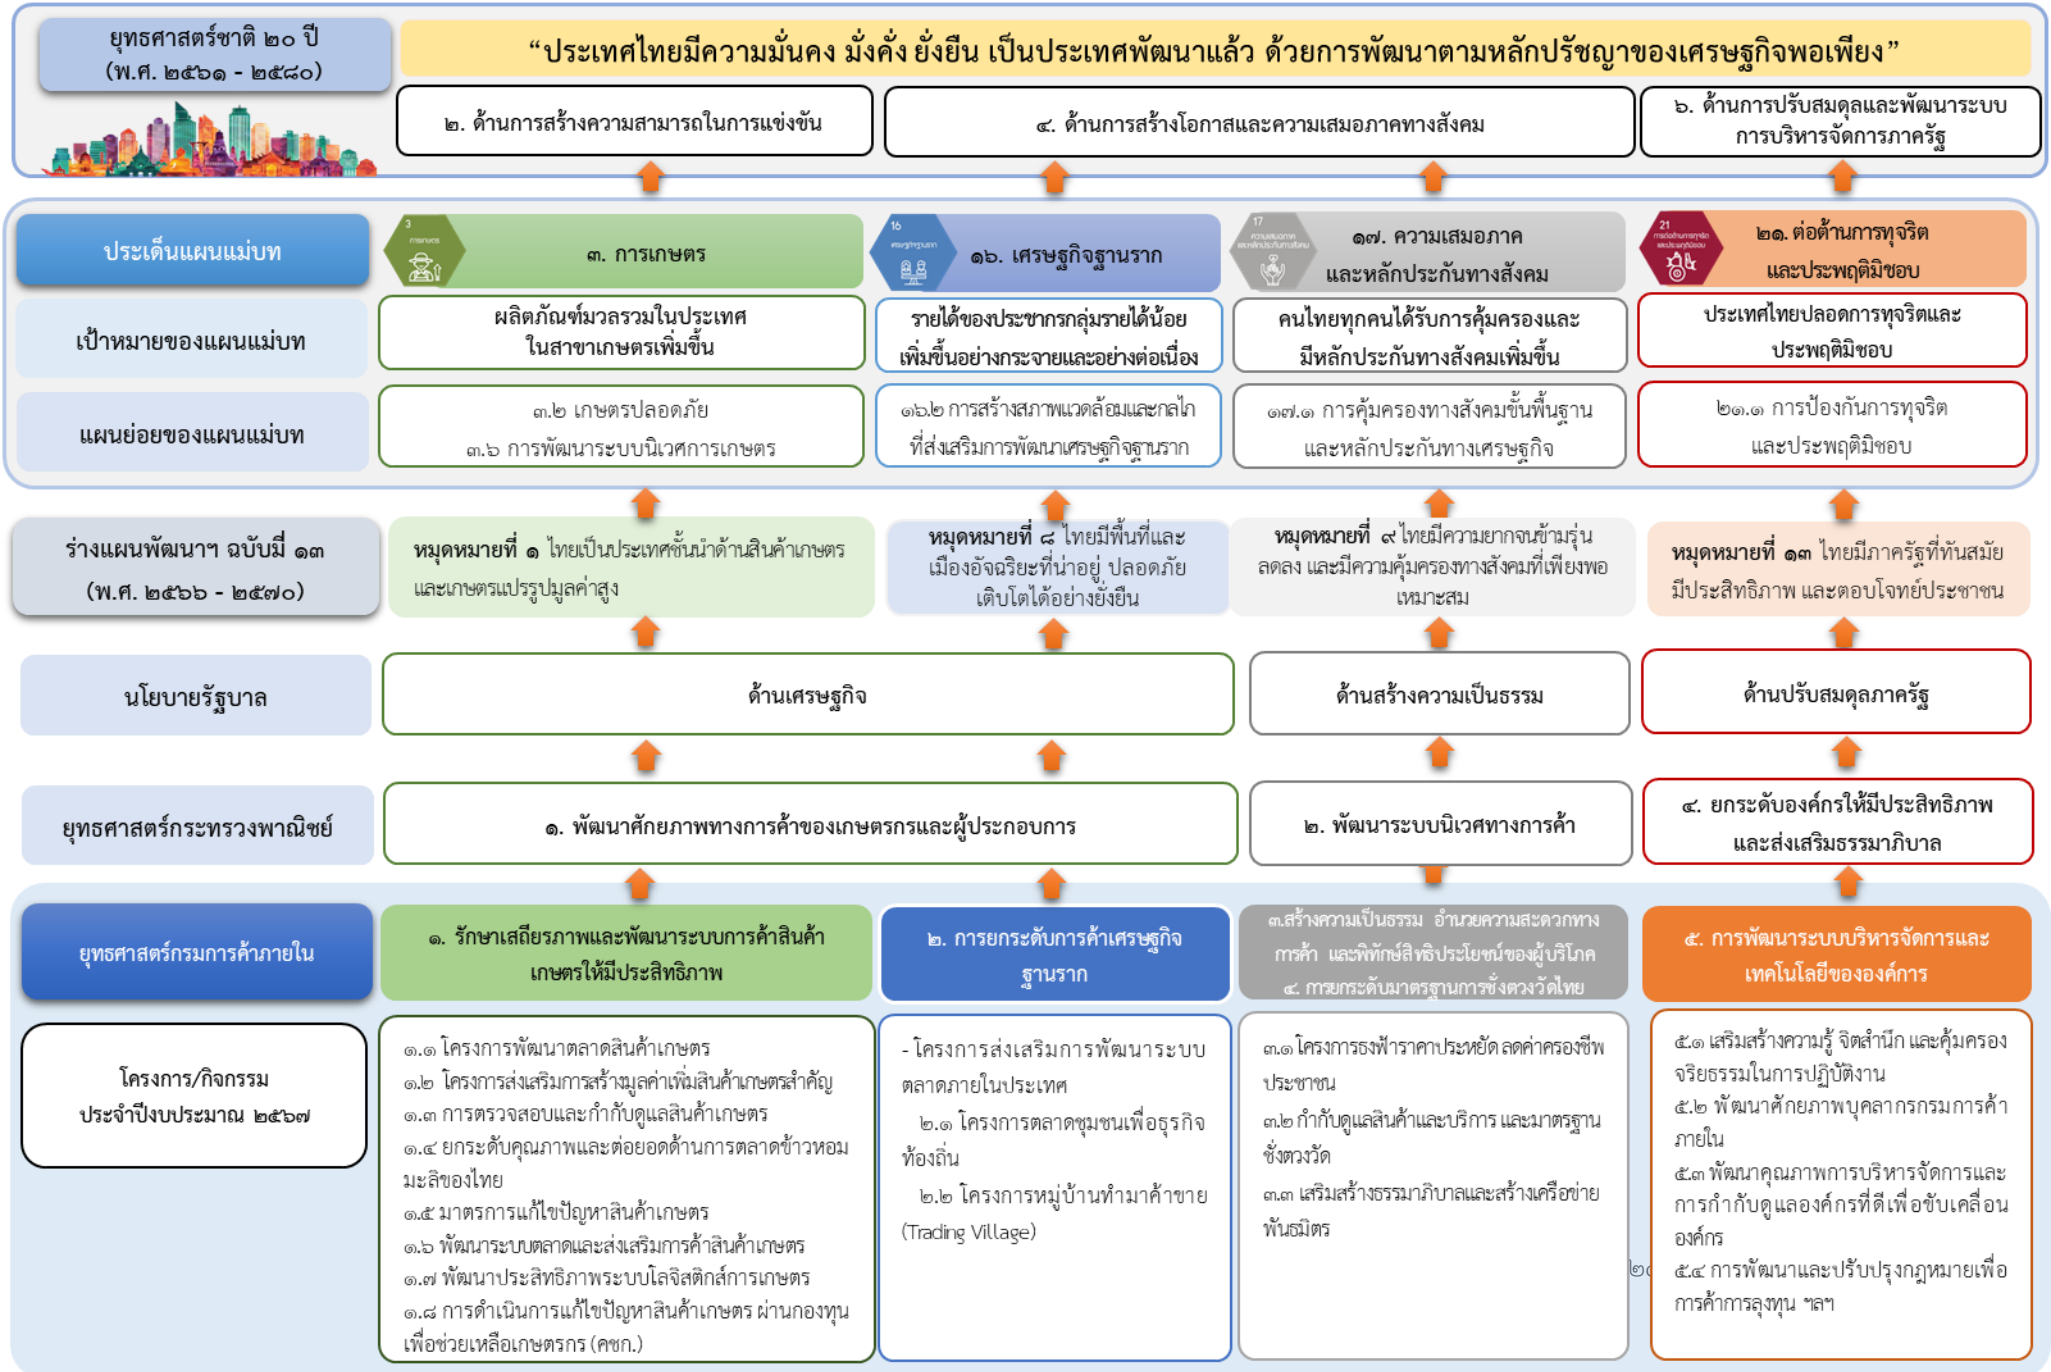 ยุทธศาสตร์ชาติ ๒๐ ปี
(พ.ศ. ๒๕๖๑ - ๒๕๘๐)
“ประเทศไทยมีความมั่นคง มั่งคั่ง ยั่งยืน เป็นประเทศพัฒนาแล้ว ด้วยการพัฒนาตามหลักปรัชญาของเศรษฐกิจพอเพียง”
๒. ด้านการสร้างความสามารถในการแข่งขัน
๔. ด้านการสร้างโอกาสและความเสมอภาคทางสังคม
๖. ด้านการปรับสมดุลและพัฒนาระบบ
การบริหารจัดการภาครัฐ
ประเด็นแผนแม่บท
3
การเกษตร
๓. การเกษตร
16
เศรษฐกิจฐานราก
๑๖. เศรษฐกิจฐานราก
17
ความเสมอภาค
และหลักประกันทางสังคม
๑๗. ความเสมอภาค
และหลักประกันทางสังคม
21
การต่อต้านการทุจริต
และประพฤติมิชอบ
๒๑. ต่อต้านการทุจริต
และประพฤติมิชอบ
เป้าหมายของแผนแม่บท
ผลิตภัณฑ์มวลรวมในประเทศ
ในสาขาเกษตรเพิ่มขึ้น
รายได้ของประชากรกลุ่มรายได้น้อย
เพิ่มขึ้นอย่างกระจายและอย่างต่อเนื่อง
คนไทยทุกคนได้รับการคุ้มครองและ
มีหลักประกันทางสังคมเพิ่มขึ้น
ประเทศไทยปลอดการทุจริตและ
ประพฤติมิชอบ
แผนย่อยของแผนแม่บท
๓.๒ เกษตรปลอดภัย
๓.๖ การพัฒนาระบบนิเวศการเกษตร
๑๖.๒ การสร้างสภาพแวดล้อมและกลไก
ที่ส่งเสริมการพัฒนาเศรษฐกิจฐานราก
๑๗.๑ การคุ้มครองทางสังคมขั้นพื้นฐาน
และหลักประกันทางเศรษฐกิจ
๒๑.๑ การป้องกันการทุจริต
และประพฤติมิชอบ
ร่างแผนพัฒนาฯ ฉบับมี่ ๑๓
(พ.ศ. ๒๕๖๖ - ๒๕๗๐)
หมุดหมายที่ ๑ ไทยเป็นประเทศชั้นนำด้านสินค้าเกษตร
และเกษตรแปรรูปมูลค่าสูง
หมุดหมายที่ ๘ ไทยมีพื้นที่และ
เมืองอัจฉริยะที่น่าอยู่ ปลอดภัย
เติบโตได้อย่างยั่งยืน
หมุดหมายที่ ๙ ไทยมีความยากจนข้ามรุ่น
ลดลง และมีความคุ้มครองทางสังคมที่เพียงพอ
เหมาะสม
หมุดหมายที่ ๑๓ ไทยมีภาครัฐที่ทันสมัย
มีประสิทธิภาพ และตอบโจทย์ประชาชน
นโยบายรัฐบาล
ด้านเศรษฐกิจ
ด้านสร้างความเป็นธรรม
ด้านปรับสมดุลภาครัฐ
ยุทธศาสตร์กระทรวงพาณิชย์
๑. พัฒนาศักยภาพทางการค้าของเกษตรกรและผู้ประกอบการ
๒. พัฒนาระบบนิเวศทางการค้า
๔. ยกระดับองค์กรให้มีประสิทธิภาพ
และส่งเสริมธรรมาภิบาล
ยุทธศาสตร์กรมการค้าภายใน
๑. รักษาเสถียรภาพและพัฒนาระบบการค้าสินค้า
เกษตรให้มีประสิทธิภาพ
๒. การยกระดับการค้าเศรษฐกิจ
ฐานราก
๓.สร้างความเป็นธรรม อำนวยความสะดวกทาง
การค้า และพิทักษ์สิทธิประโยชน์ของผู้บริโภค
๔. การยกระดับมาตรฐานการชั่งตวงวัดไทย
๕. การพัฒนาระบบบริหารจัดการและ
เทคโนโลยีขององค์การ
โครงการ/กิจกรรม
ประจำปีงบประมาณ ๒๕๖๗
๑.๑ โครงการพัฒนาตลาดสินค้าเกษตร
๑.๒ โครงการส่งเสริมการสร้างมูลค่าเพิ่มสินค้าเกษตรสำคัญ
๑.๓ การตรวจสอบและกำกับดูแลสินค้าเกษตร
๑.๔ ยกระดับคุณภาพและต่อยอดด้านการตลาดข้าวหอม
มะลิของไทย
๑.๕ มาตรการแก้ไขปัญหาสินค้าเกษตร
๑.๖ พัฒนาระบบตลาดและส่งเสริมการค้าสินค้าเกษตร
๑.๗ พัฒนาประสิทธิภาพระบบโลจิสติกส์การเกษตร
๑.๘ การดำเนินการแก้ไขปัญหาสินค้าเกษตร ผ่านกองทุน
เพื่อช่วยเหลือเกษตรกร (คชก.)
- โครงการส่งเสริมการพัฒนาระบบ
ตลาดภายในประเทศ
๒.๑ โครงการตลาดชุมชนเพื่อธุรกิจ
ท้องถิ่น
๒.๒ โครงการหมู่บ้านทำมาค้าขาย
(Trading Village)
๓.๑ โครงการธงฟ้าราคาประหยัด ลดค่าครองชีพ
ประชาชน
๓.๒ กำกับดูแลสินค้าและบริการ และมาตรฐาน
ชั่งตวงวัด
๓.๓ เสริมสร้างธรรมาภิบาลและสร้างเครือข่าย
พันธมิตร
๕.๑ เสริมสร้างความรู้ จิตสำนึก และคุ้มครอง
จริยธรรมในการปฏิบัติงาน
๕.๒ พัฒนาศักยภาพบุคลากรกรมการค้า
ภายใน
๕.๓ พัฒนาคุณภาพการบริหารจัดการและ
การกำกับดูแลองค์กรที่ดีเพื่อขับเคลื่อน
องค์กร
๕.๔ การพัฒนาและปรับปรุงกฎหมายเพื่อ
การค้าการลงทุน ฯลฯ